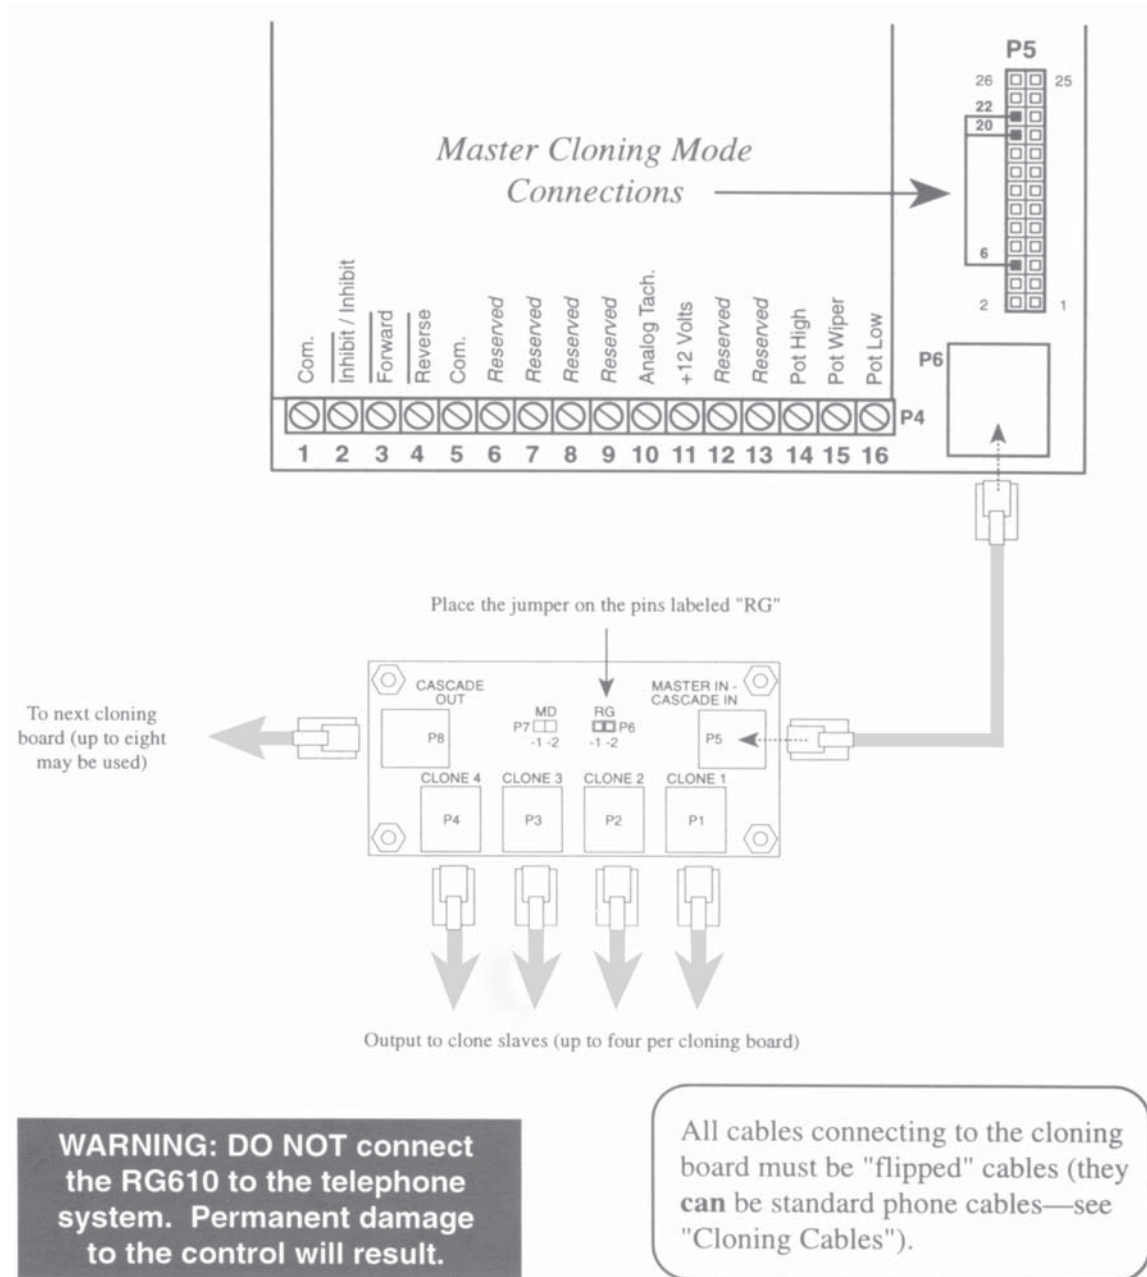 P5
26 25
22
20
Master Cloning Mode
Connections
6
2 1
Com.
Inhibit / Inhibit
Forward
Reverse
Com.
Reserved
Reserved
Reserved
Reserved
Analog Tach.
+12 Volts
Reserved
Reserved
Pot High
Pot Wiper
Pot Low
P6
P4
1 2 3 4 5 6 7 8 9 10 11 12 13 14 15 16
Place the jumper on the pins labeled "RG"
To next cloning
board (up to eight
may be used)
CASCADE
OUT
MD
P7
-1 -2
RG
P6
-1 -2
MASTER IN -
CASCADE IN
P8
P5
CLONE 4 CLONE 3 CLONE 2 CLONE 1
P4 P3 P2 P1
Output to clone slaves (up to four per cloning board)
WARNING: DO NOT connect
the RG610 to the telephone
system. Permanent damage
to the control will result.
All cables connecting to the cloning
board must be "flipped" cables (they
can be standard phone cables—see
"Cloning Cables").